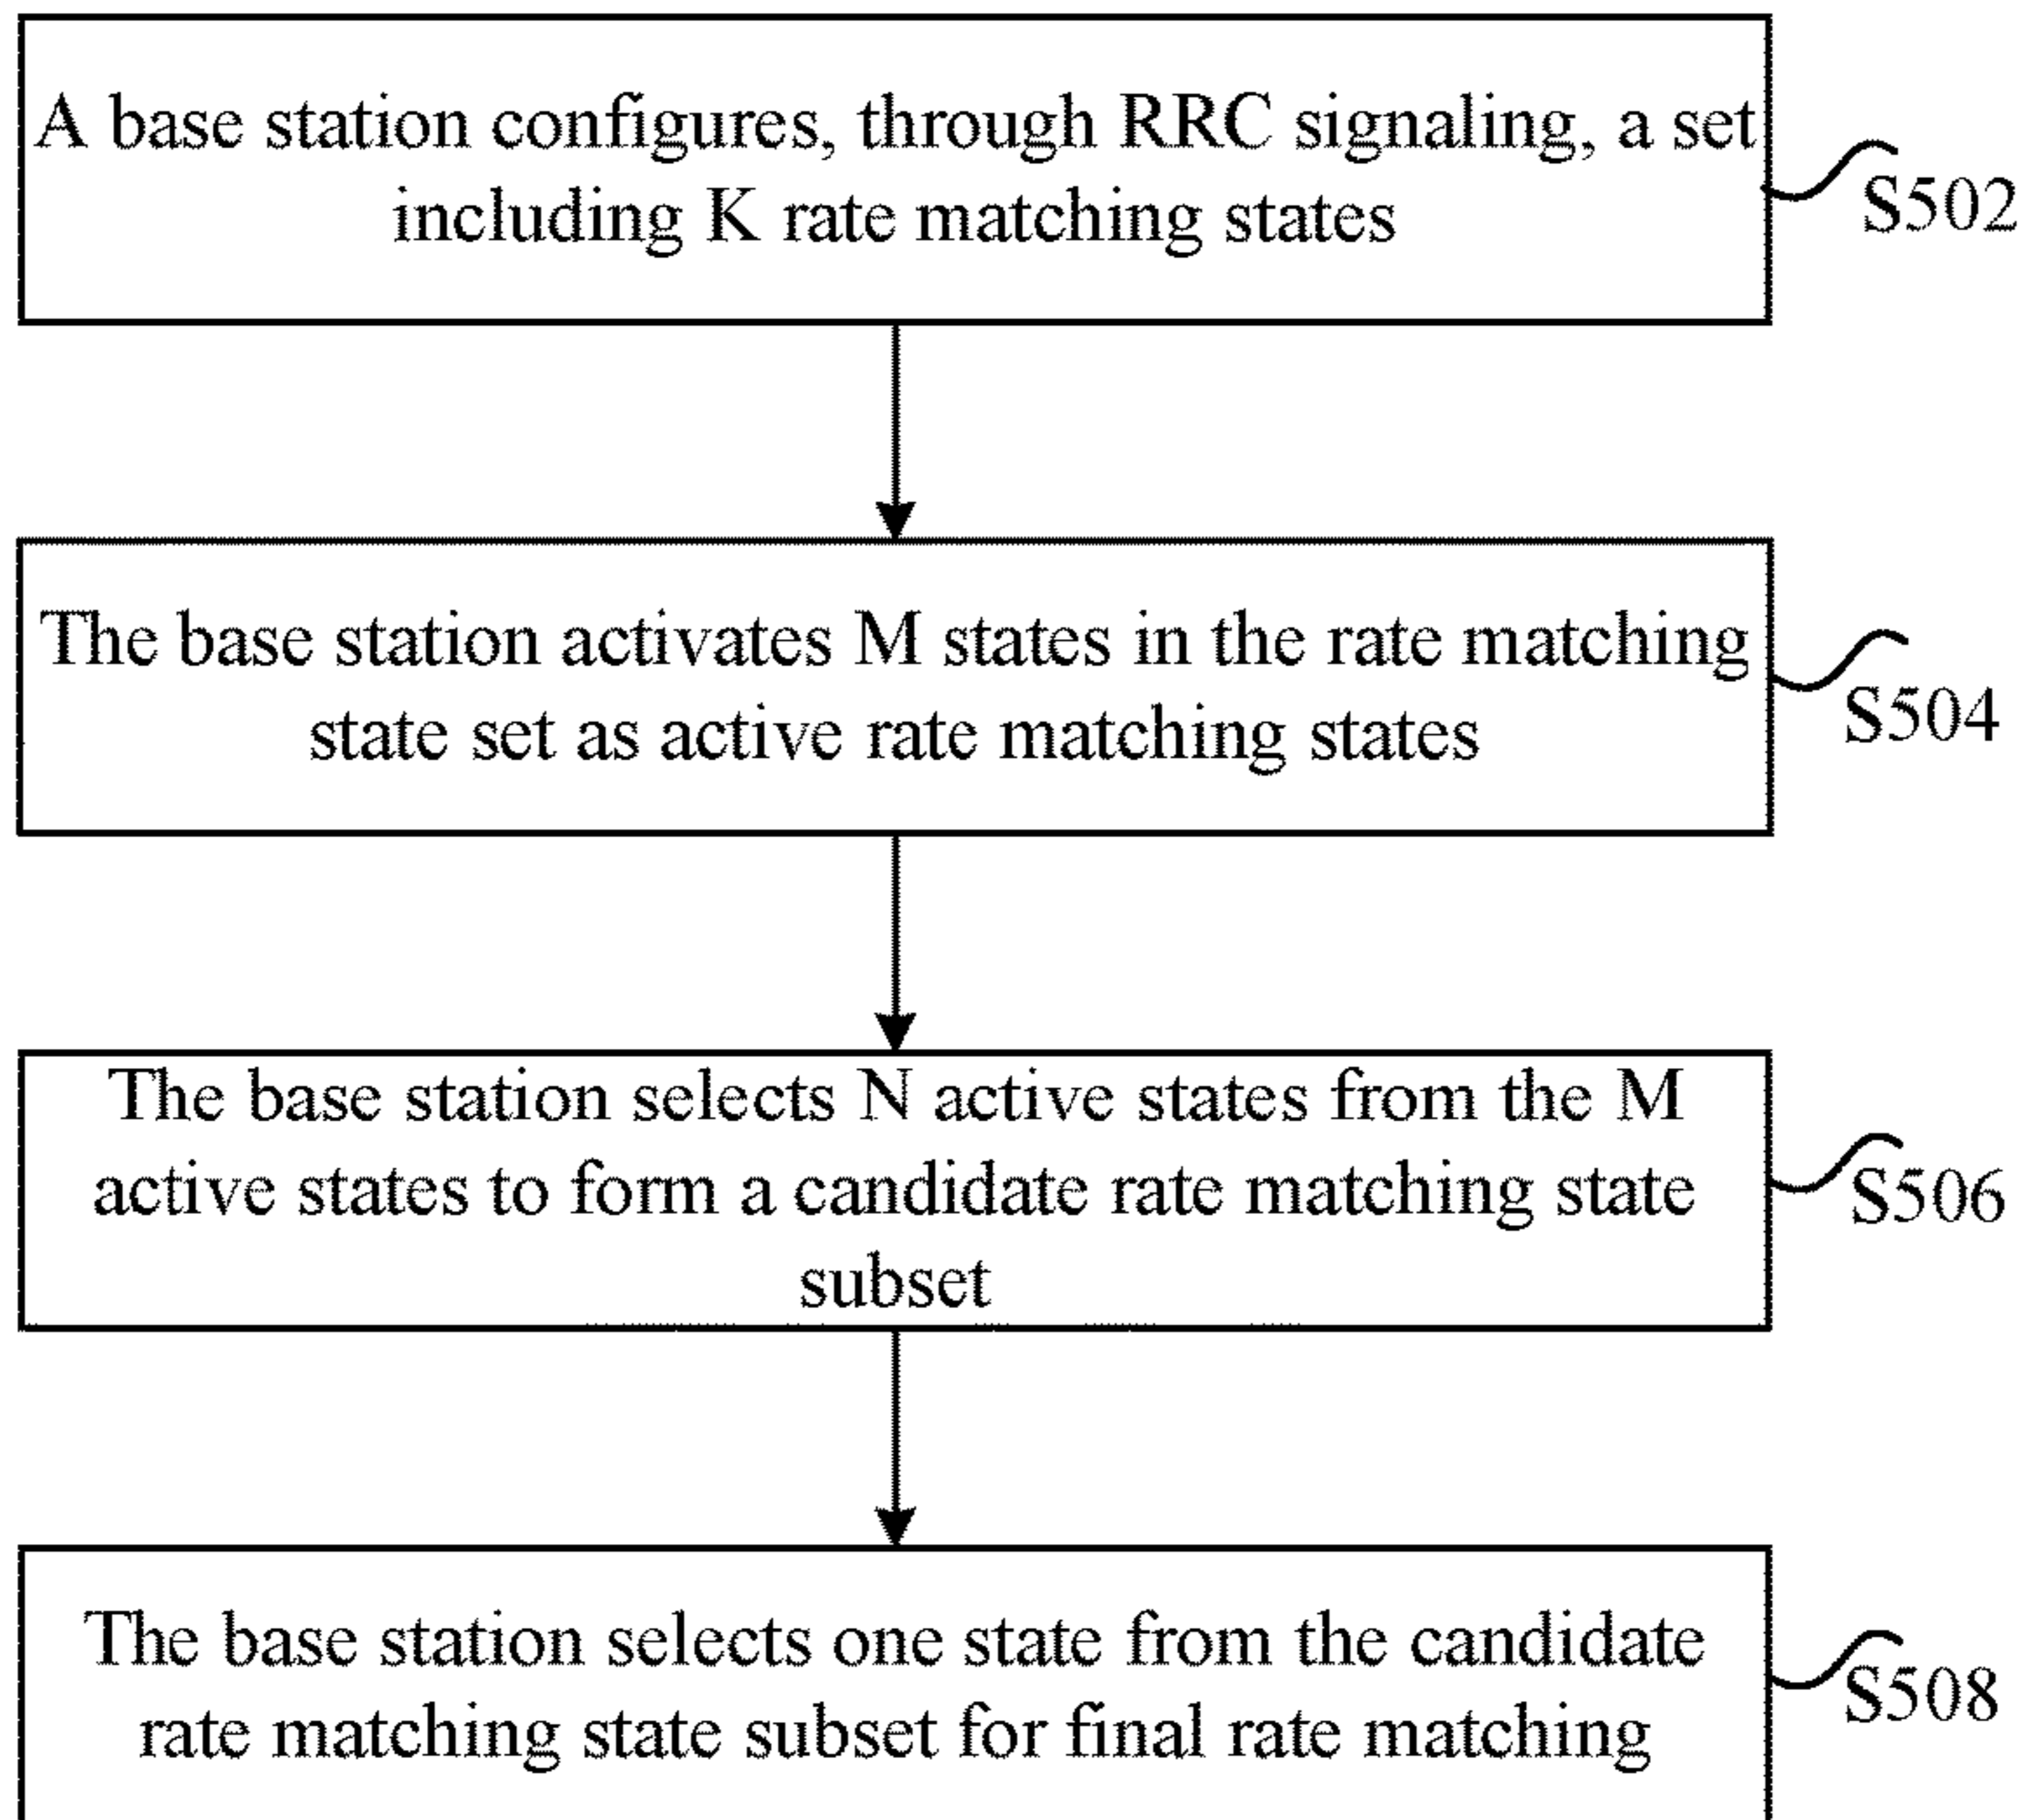 A base station configures, through RRC signaling, a set
including K rate matching states
S502
The base station activates M states in the rate matching
state set as active rate matching states
S504
The base station selects N active states from the M
active states to form a candidate rate matching state
subset
S506
The base station selects one state from the candidate
rate matching state subset for final rate matching
S508